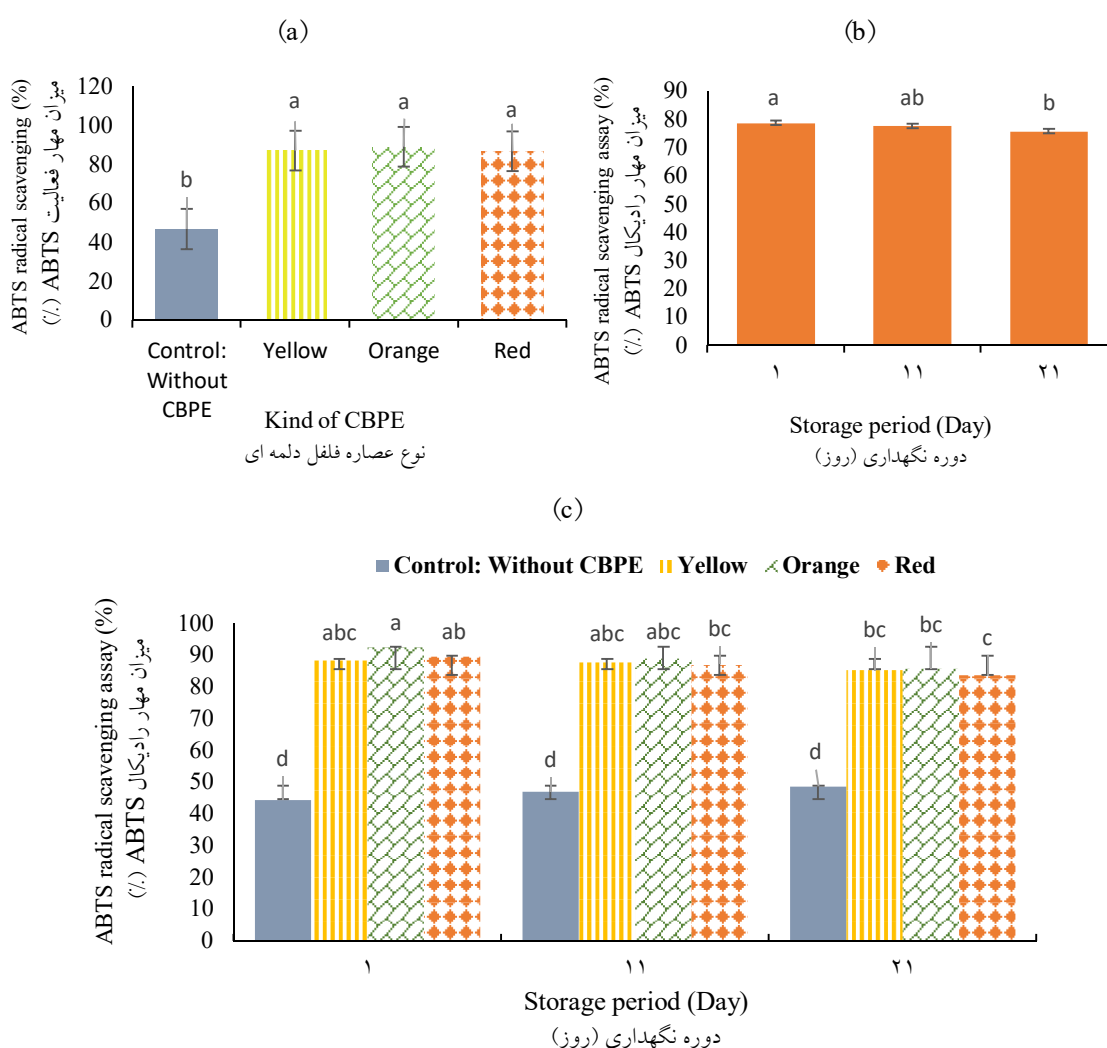 (a)
ABTS radical scavenging (%)
میزان مهار فعالیت ABTS (٪)
120
100
80
60
40
20
0
b
a
a
a
Control:
Without
CBPE
Yellow
Orange
Red
Kind of CBPE
نوع عصاره فلفل دلمه ای
(b)
ABTS radical scavenging assay (%)
میزان مهار رادیکال ABTS (٪)
90
80
70
60
50
40
30
20
10
0
a
ab
b
۱
۱۱
۲۱
Storage period (Day)
دوره نگهداری (روز)
(c)
Control: Without CBPE Yellow Orange Red
ABTS radical scavenging assay (%)
میزان مهار رادیکال ABTS (٪)
100
90
80
70
60
50
40
30
20
10
0
d abc a ab
d abc abc bc
d bc bc c
۱
۱۱
۲۱
Storage period (Day)
دوره نگهداری (روز)